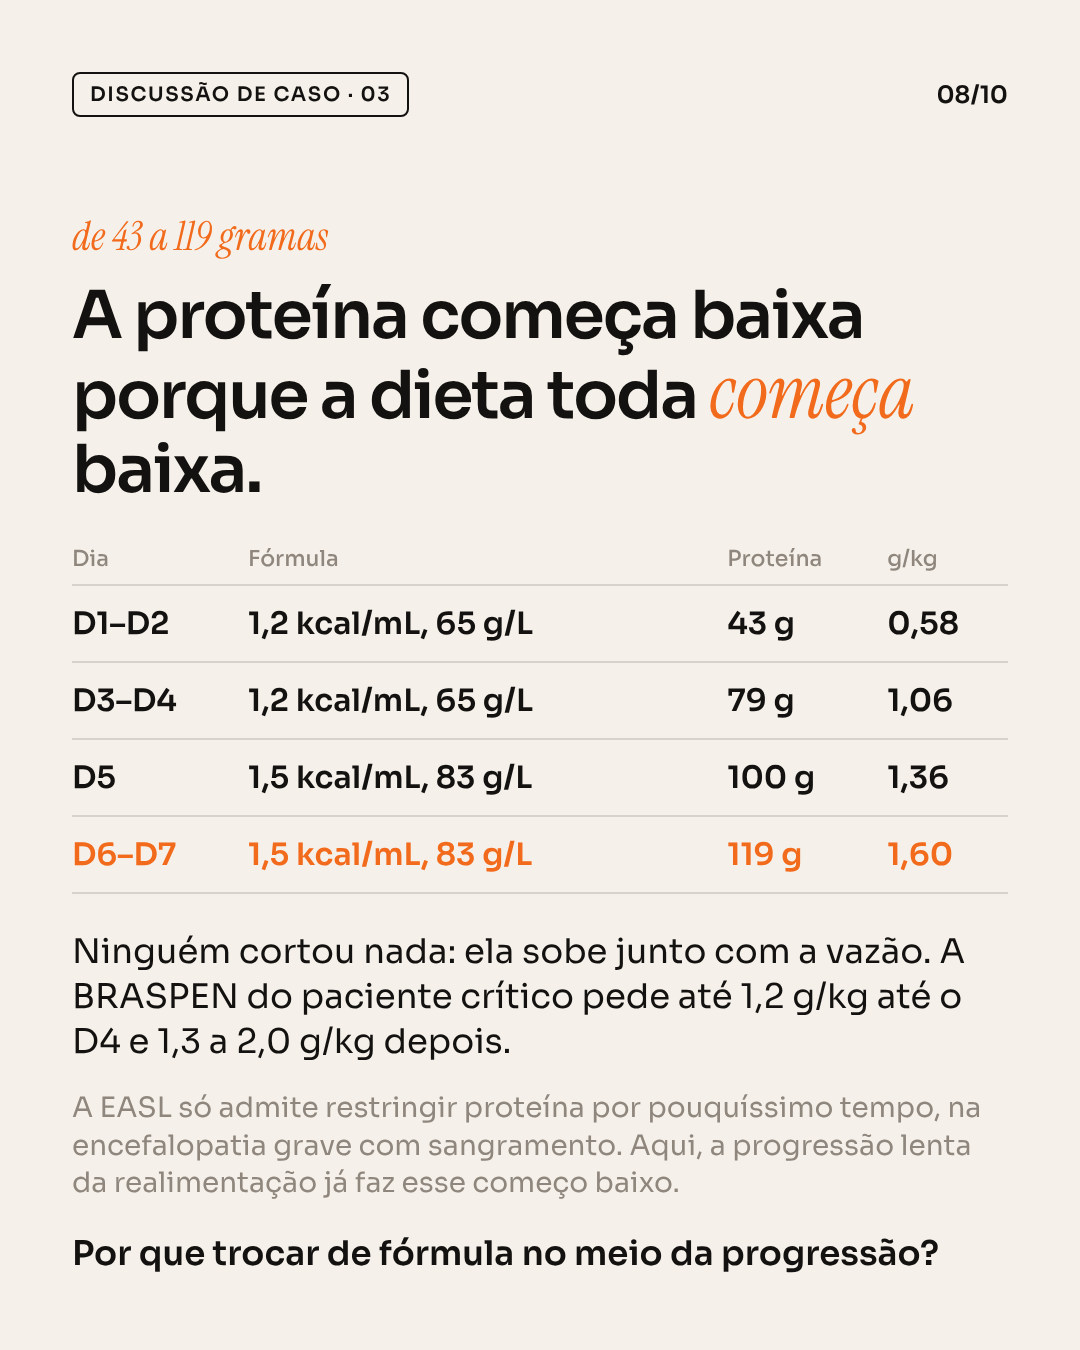 DISCUSSÃO DE CASO · 03
08/10
de 43 a 119 gramas
A proteína começa baixa
porque a dieta toda começa
baixa.
Dia Fórmula Proteína g/kg
D1–D2 1,2 kcal/mL, 65 g/L 43 g 0,58
D3–D4 1,2 kcal/mL, 65 g/L 79 g 1,06
D5 1,5 kcal/mL, 83 g/L 100 g 1,36
D6–D7 1,5 kcal/mL, 83 g/L 119 g 1,60
Ninguém cortou nada: ela sobe junto com a vazão. A
BRASPEN do paciente crítico pede até 1,2 g/kg até o
D4 e 1,3 a 2,0 g/kg depois.
A EASL só admite restringir proteína por pouquíssimo tempo, na
encefalopatia grave com sangramento. Aqui, a progressão lenta
da realimentação já faz esse começo baixo.
Por que trocar de fórmula no meio da progressão?